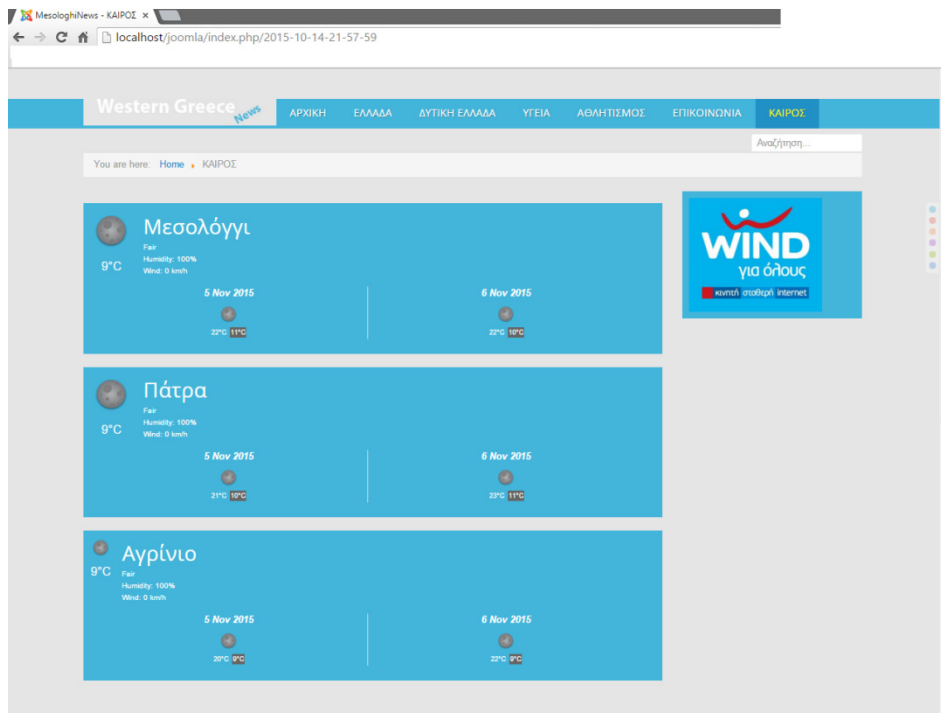 MesologhiNews - ΚΑΙΡΟΣ
localhost/joomla/index.php/2015-10-14-21-57-59
Western Greece News
ΑΡΧΙΚΗ ΕΛΛΑΔΑ ΔΥΤΙΚΗ ΕΛΛΑΔΑ ΥΓΕΙΑ ΑΘΛΗΤΙΣΜΟΣ ΕΠΙΚΟΙΝΩΝΙΑ ΚΑΙΡΟΣ
Αναζήτηση...
You are here: Home ΚΑΙΡΟΣ
Μεσολόγγι
Fair
Humidity: 100%
9°C
Wind: 0 km/h
5 Nov 2015
22°C 11°C
6 Nov 2015
22°C 10°C
WIND
για όλους
κινητή σταθερή internet
Πάτρα
Fair
Humidity: 100%
9°C
Wind: 0 km/h
5 Nov 2015
21°C 10°C
6 Nov 2015
23°C 11°C
Αγρίνιο
9°C
Fair
Humidity: 100%
Wind: 0 km/h
5 Nov 2015
20°C 9°C
6 Nov 2015
22°C 9°C